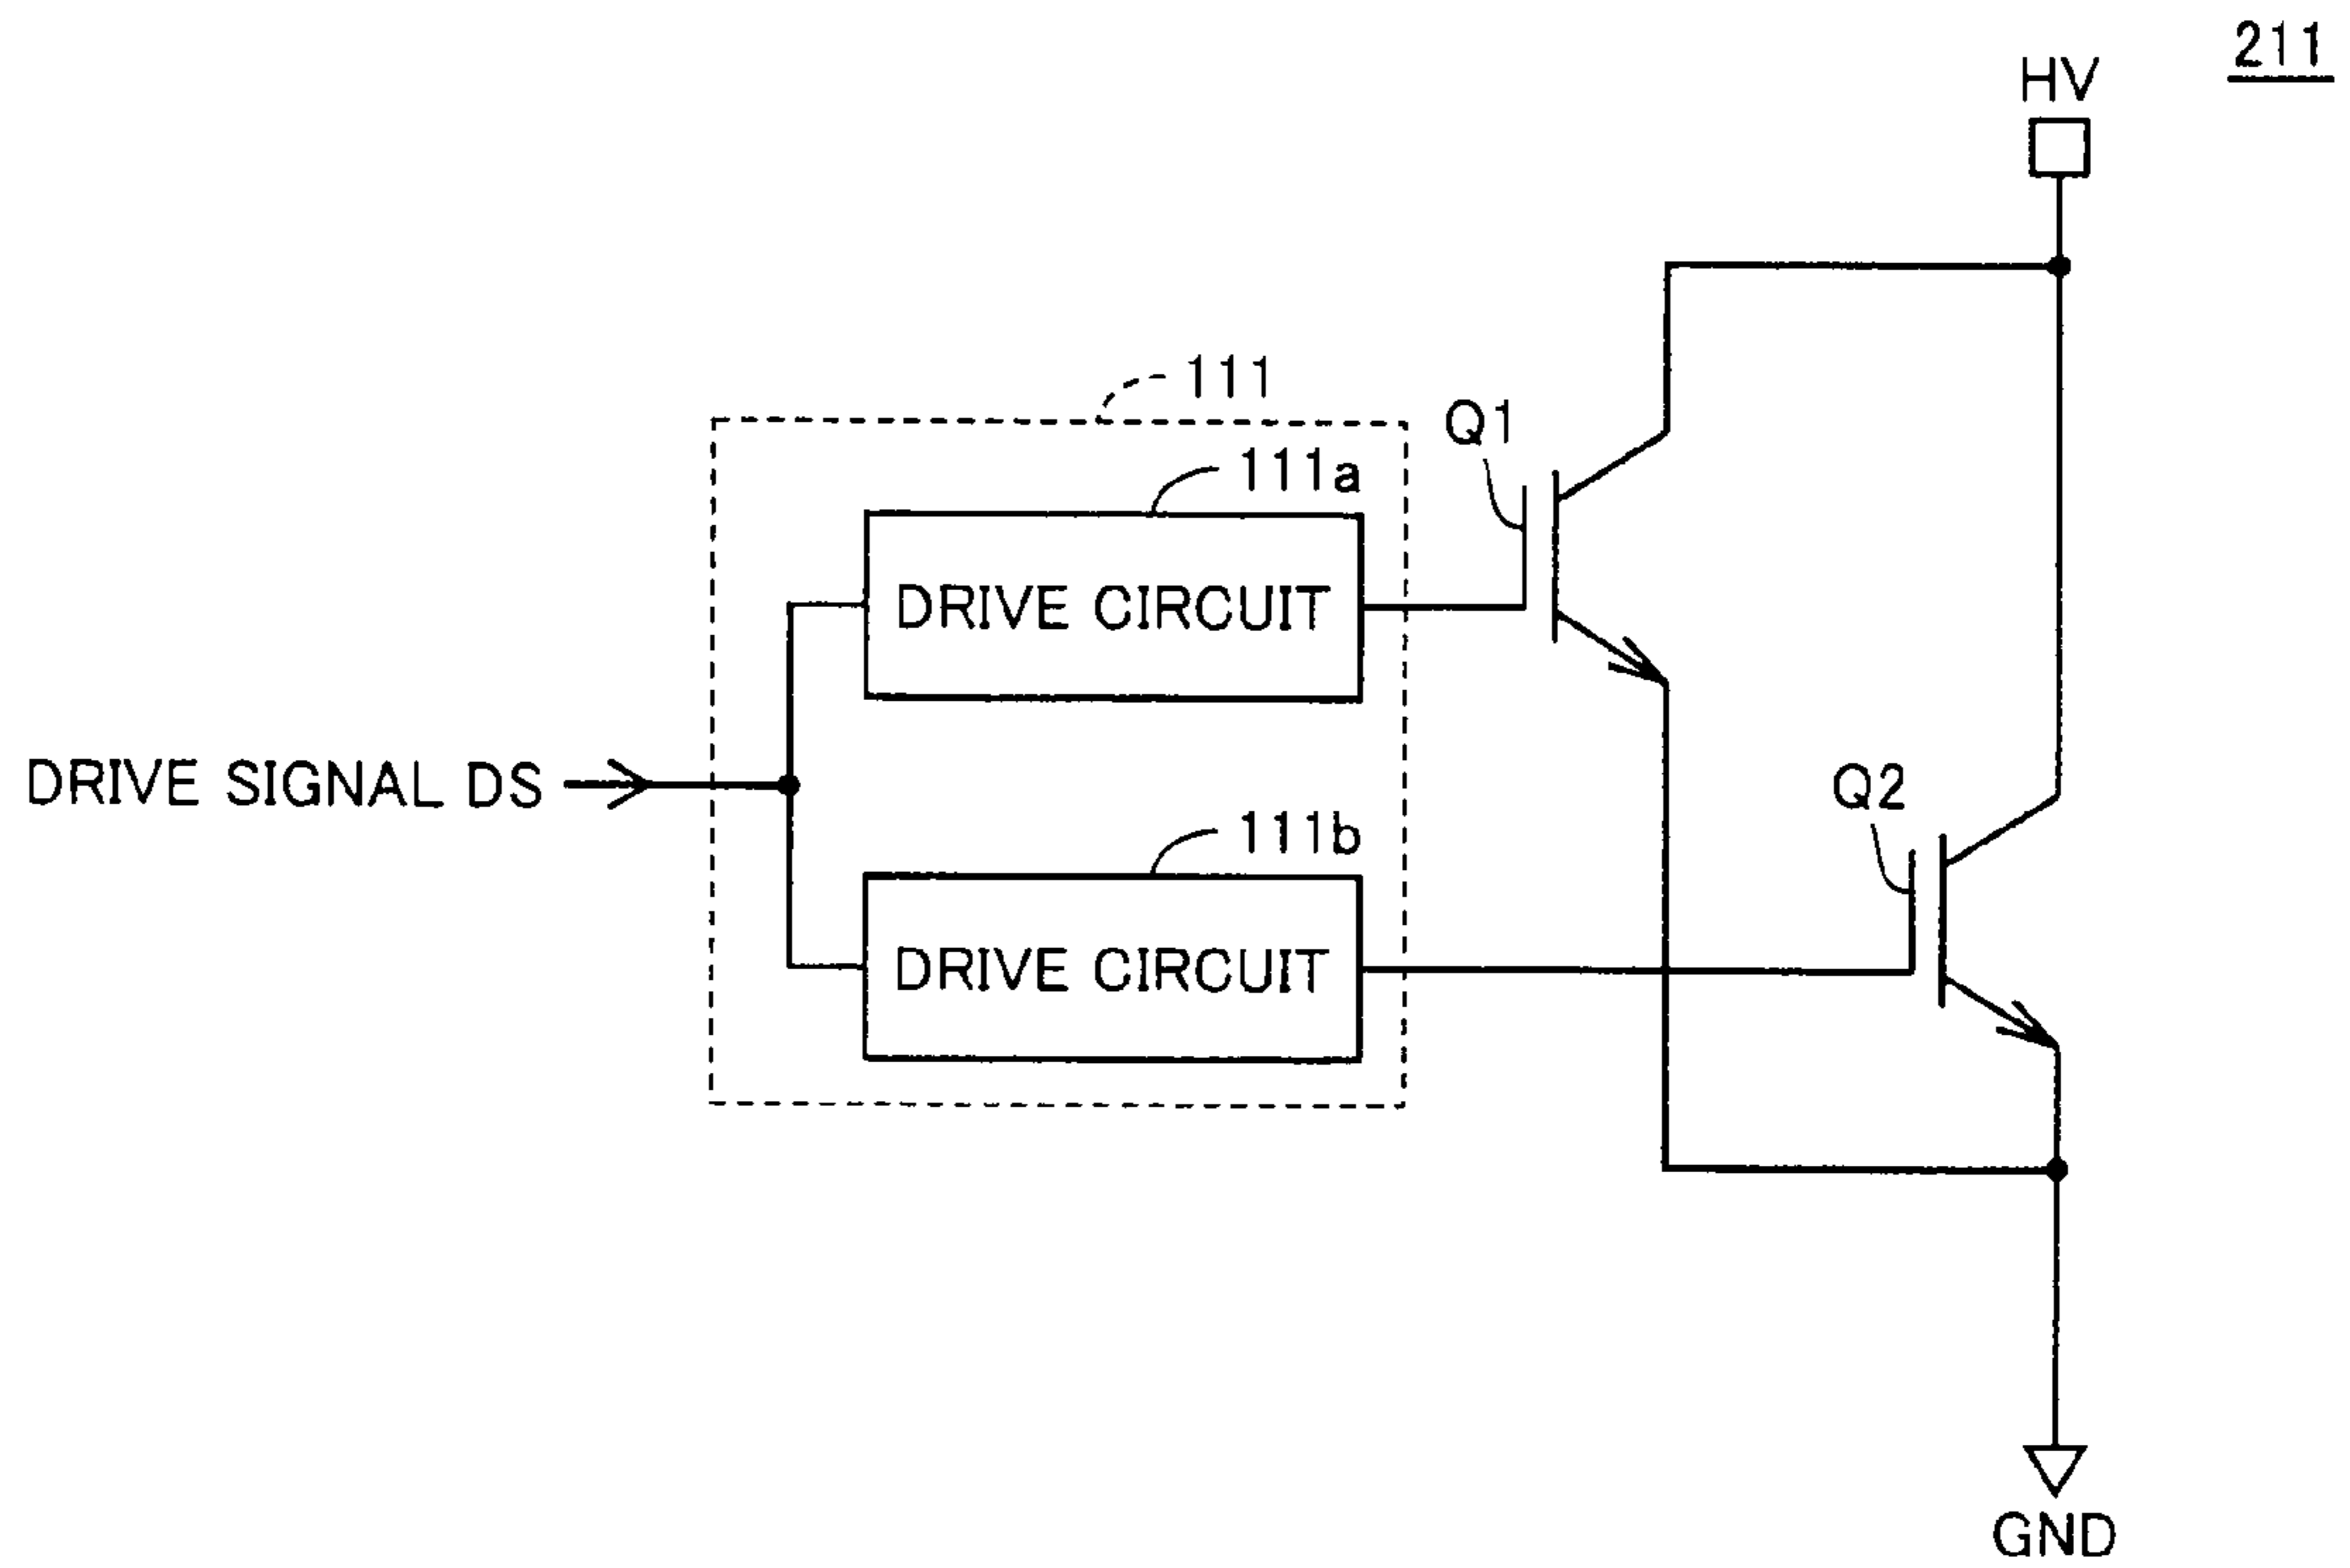 211
HV
111
Q1
111a
DRIVE CIRCUIT
DRIVE SIGNAL DS
Q2
111b
DRIVE CIRCUIT
GND